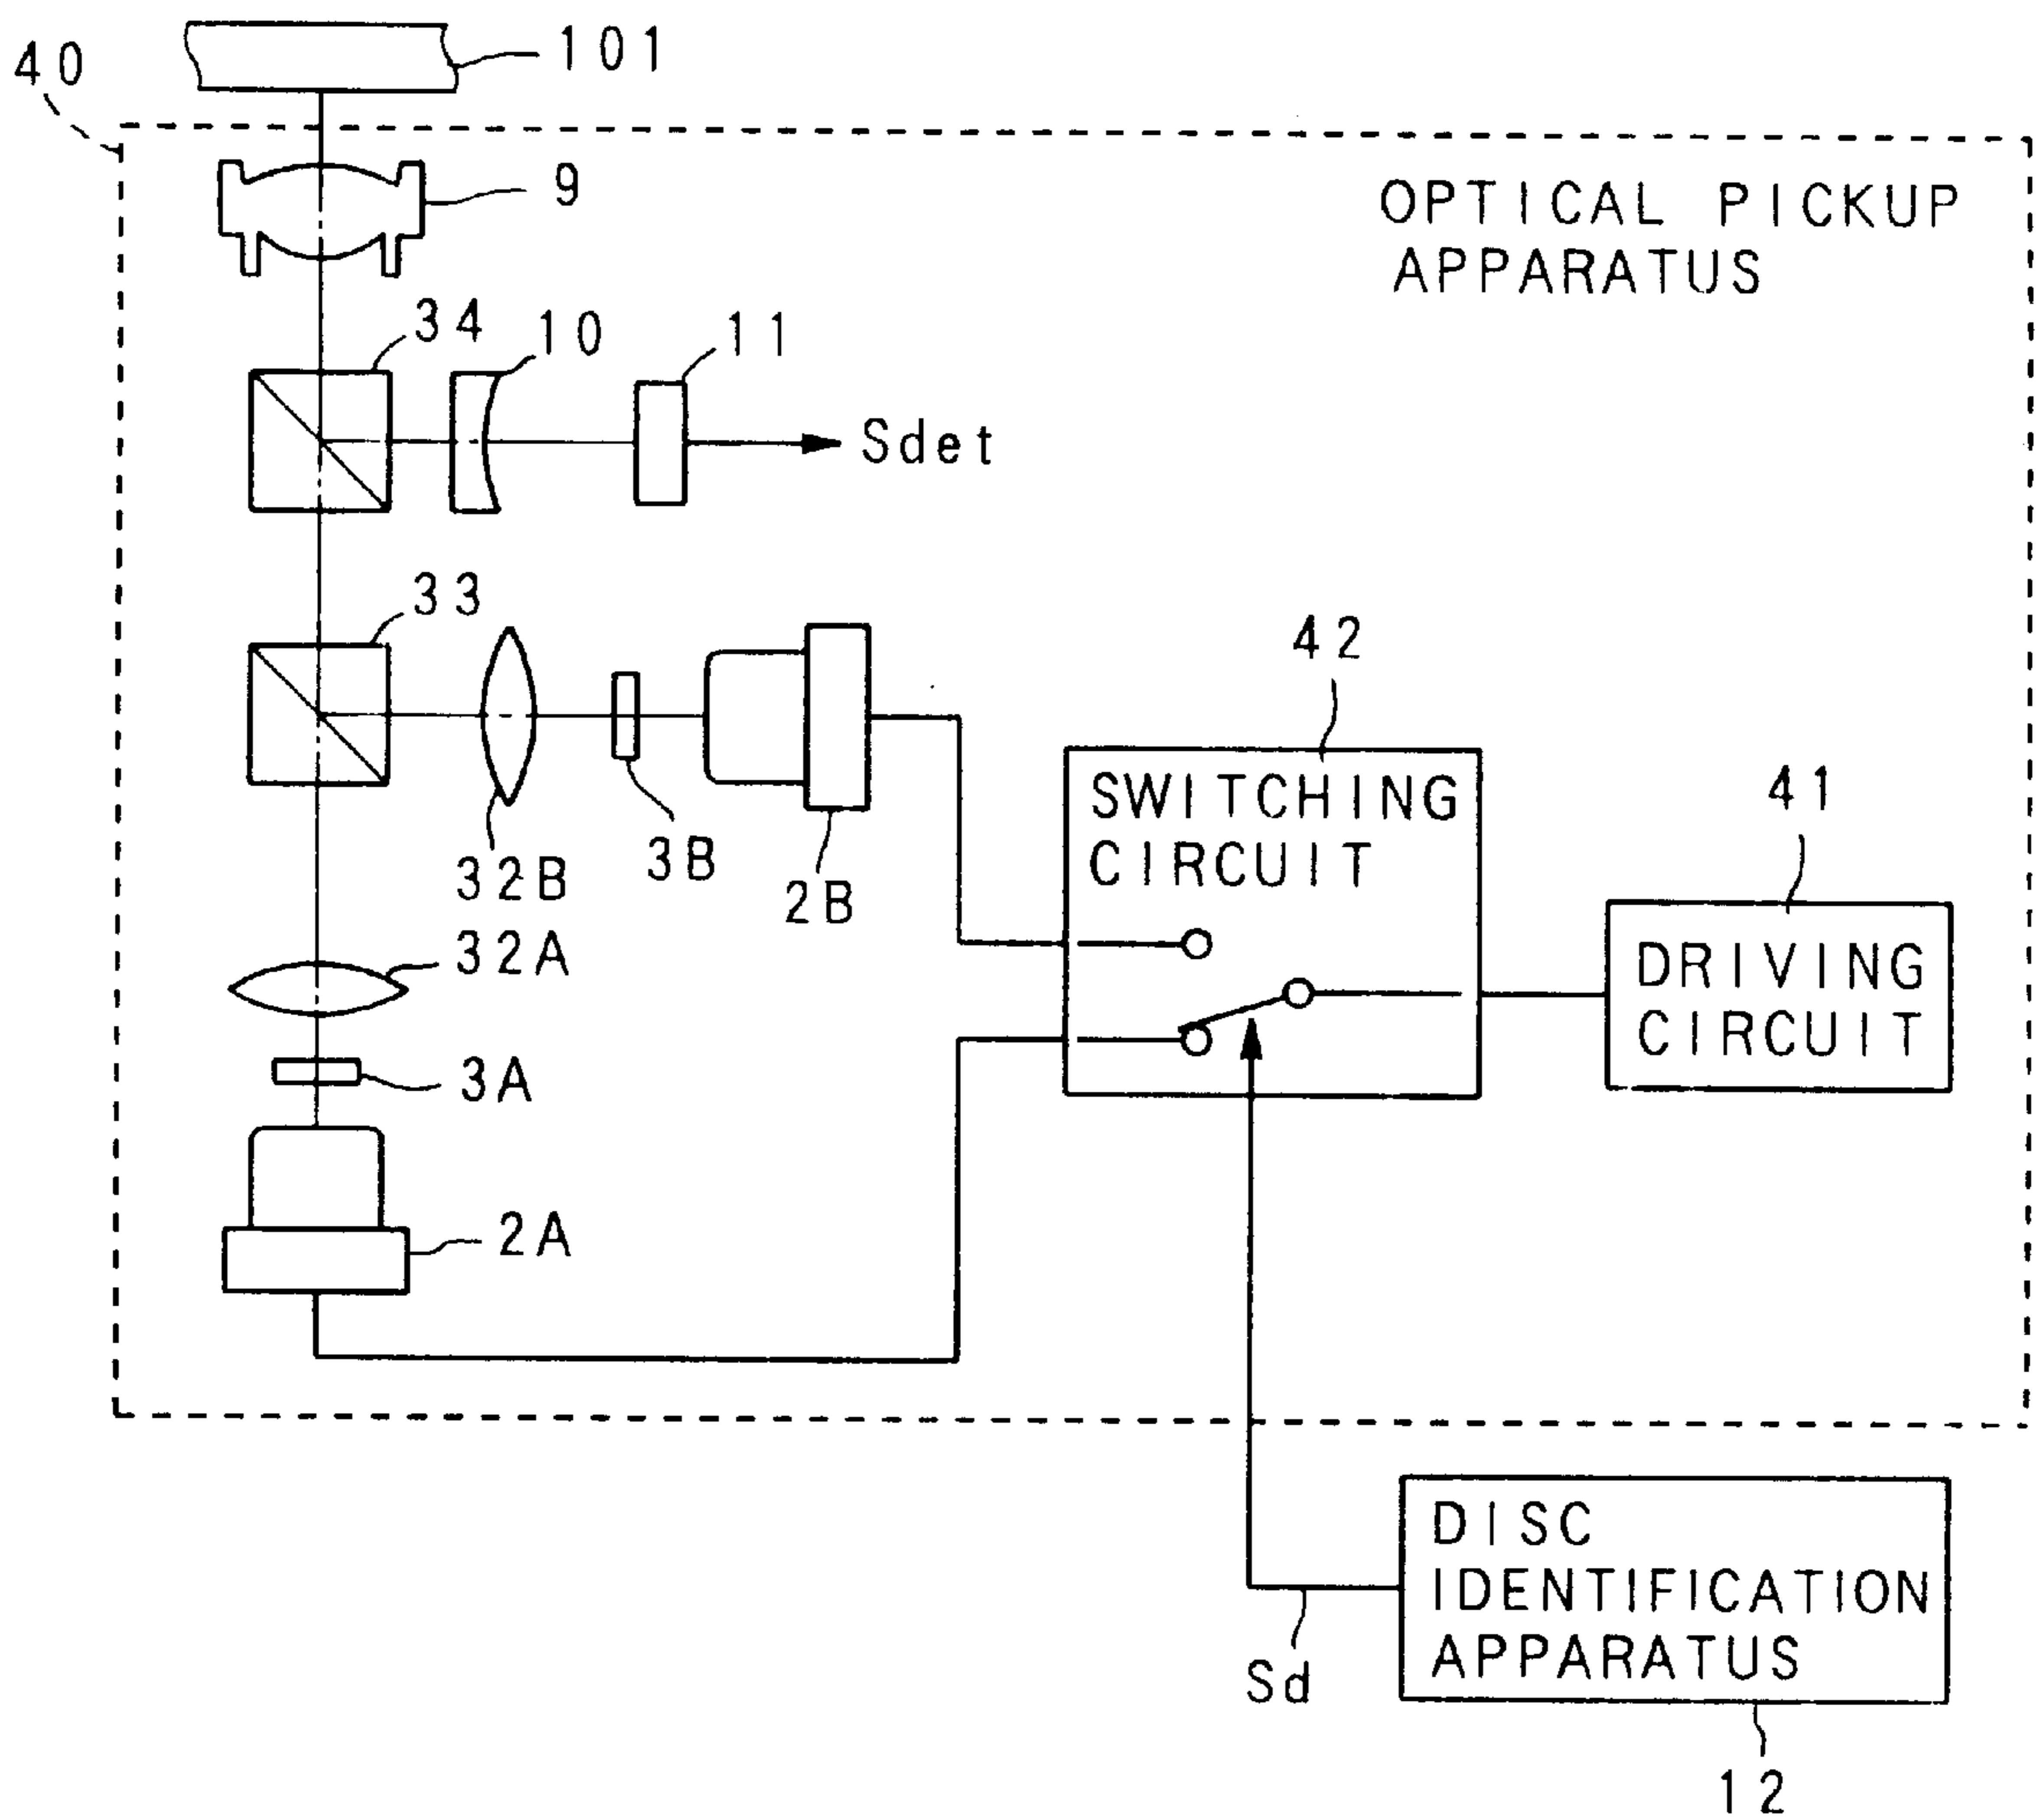 101
40
9
OPTICAL PICKUP
APPARATUS
34
10
11
Sdet
33
42
SWITCHING
CIRCUIT
41
32B
3B
2B
32A
DRIVING
CIRCUIT
3A
2A
DISC
IDENTIFICATION
APPARATUS
Sd
12